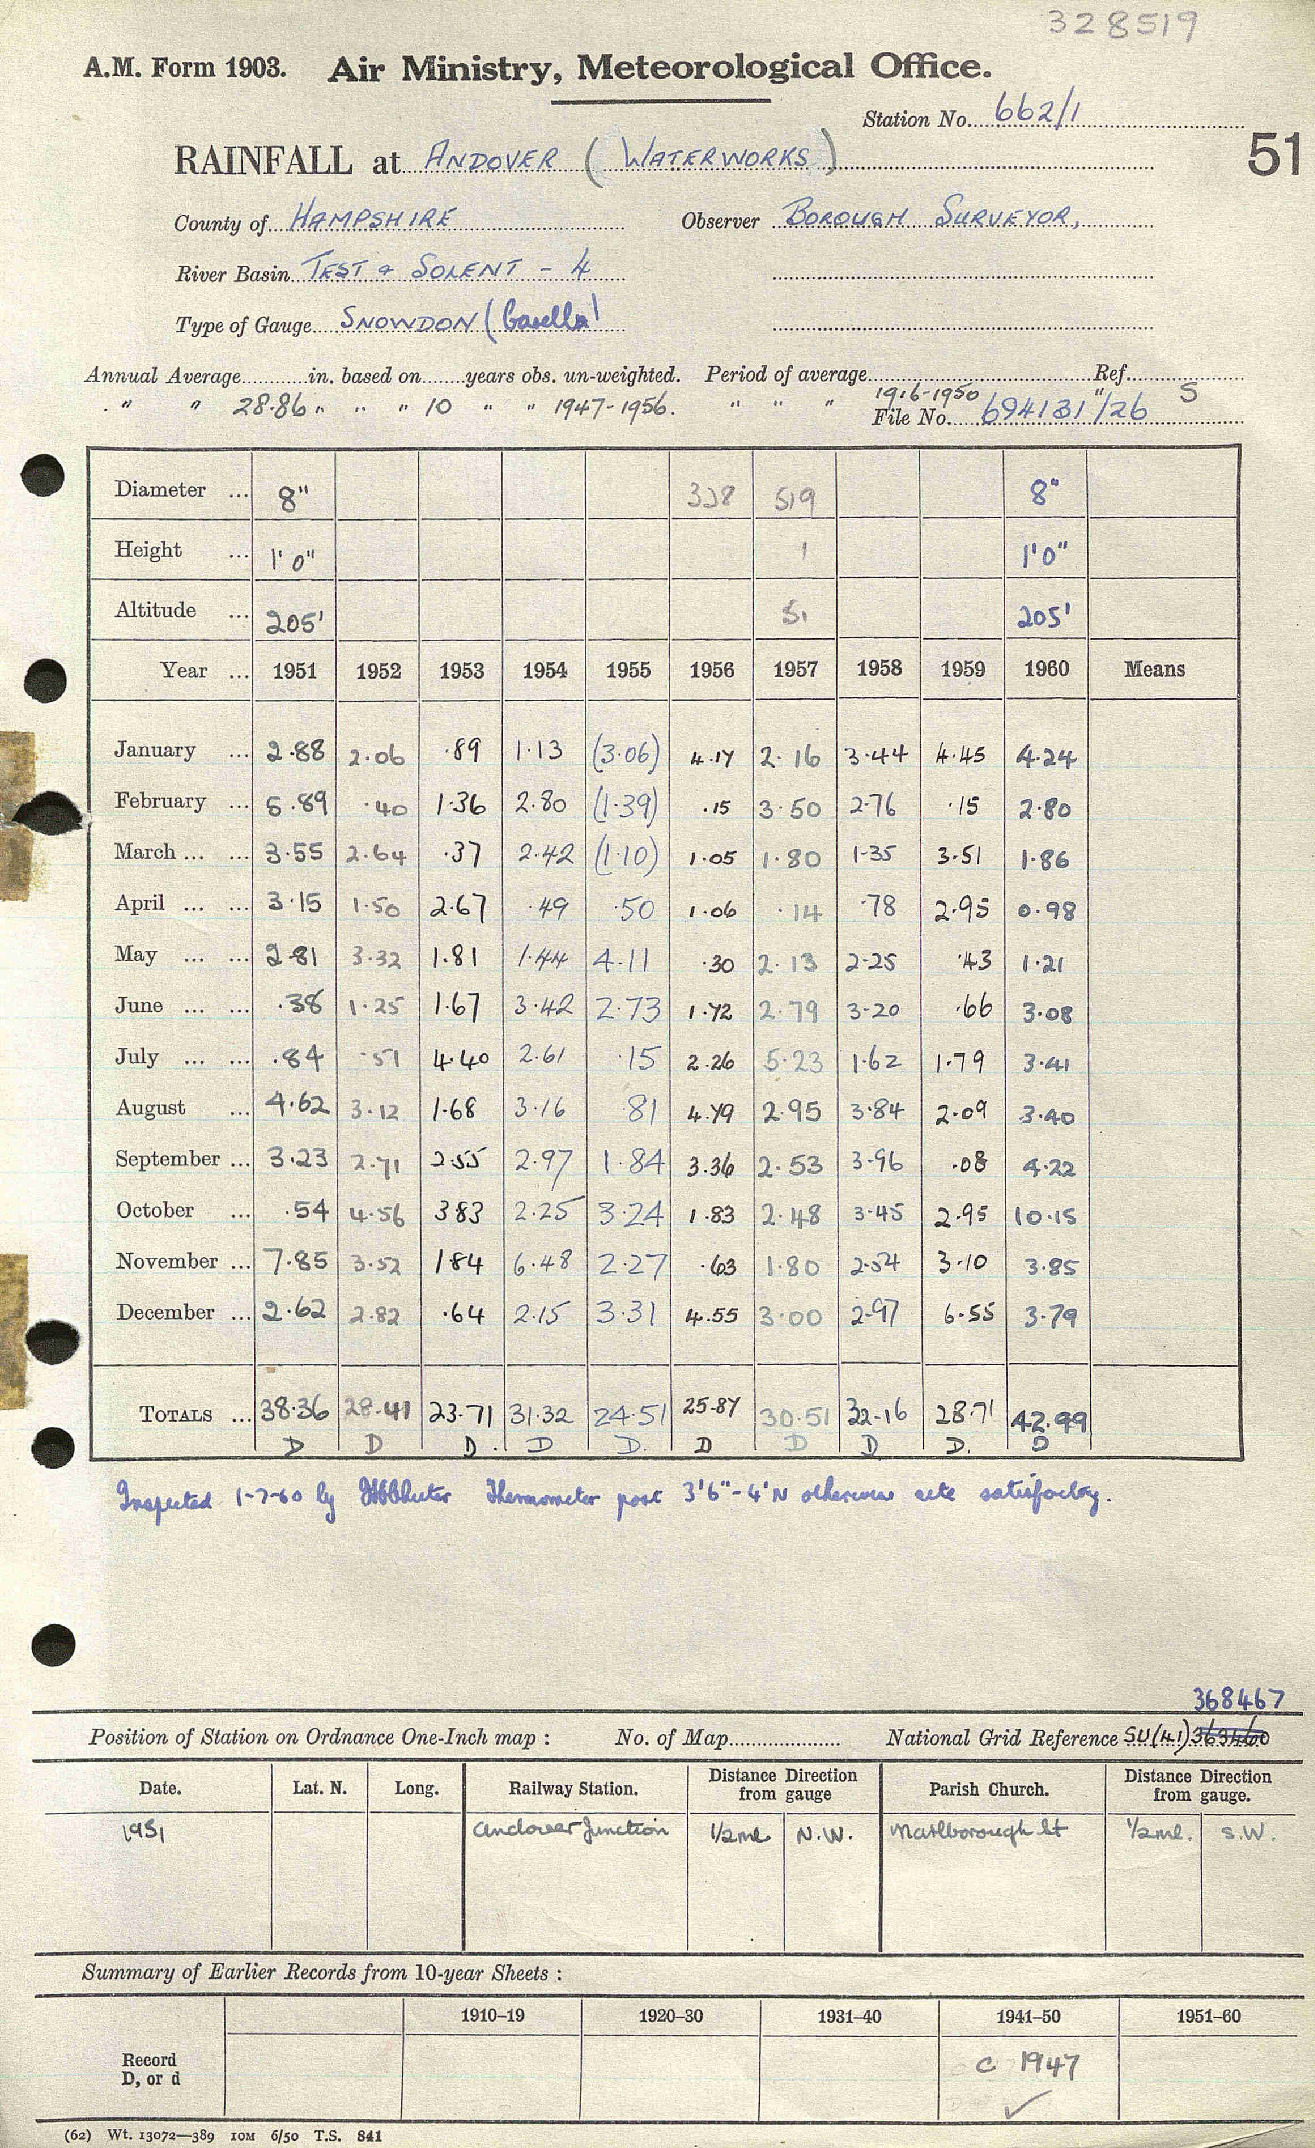 328519
A.M. Form 1903. Air Ministry, Meteorological Office.
Station No. 662/1
51
RAINFALL at ANDOVER (WATERWORKS)
County of HAMPSHIRE Observer BOROUGH SURVEYOR,
River Basin TEST & SOLENT - 4
Type of Gauge SNOWDON (Casella)
Annual Average in. based on years obs. un-weighted. Period of average Ref.
" " 28.86 " " " 10 " " 1947-1956. " " " 1916-1950 " S
File No. 694131/26
Diameter ... 8" 328 519 8"
Height ... 1'0" 1 1'0"
Altitude ... 205' 51 205'
Year ... 1951 1952 1953 1954 1955 1956 1957 1958 1959 1960 Means
January ... 2.88 2.06 .89 1.13 (3.06) 4.17 2.16 3.44 4.45 4.24
February ... 5.89 .40 1.36 2.80 (1.39) .15 3.50 2.76 .15 2.80
March ... ... 3.55 2.64 .37 2.42 (1.10) 1.05 1.80 1.35 3.51 1.86
April ... ... 3.15 1.50 2.67 .49 .50 1.06 .14 .78 2.95 0.98
May ... ... 2.81 3.32 1.81 1.44 4.11 .30 2.13 2.25 .43 1.21
June ... ... .38 1.25 1.67 3.42 2.73 1.72 2.79 3.20 .66 3.08
July ... ... .84 .51 4.40 2.61 .15 2.26 5.23 1.62 1.79 3.41
August ... 4.62 3.12 1.68 3.16 .81 4.79 2.95 3.84 2.09 3.40
September ... 3.23 2.71 2.55 2.97 1.84 3.36 2.53 3.96 .08 4.22
October ... .54 4.56 3.83 2.25 3.24 1.83 2.48 3.45 2.95 10.15
November ... 7.85 3.52 1.84 6.48 2.27 .63 1.80 2.54 3.10 3.85
December ... 2.62 2.82 .64 2.15 3.31 4.55 3.00 2.97 6.55 3.79
TOTALS ... 38.36 28.41 23.71 31.32 24.51 25.87 30.51 32.16 28.71 42.99
D D D. D D. D D D D. D
Inspected 1-7-60 by Thermometer post 3'6"-4'N otherwise site satisfactory.
368467
Position of Station on Ordnance One-Inch map : No. of Map National Grid Reference SU(41) 363460
Date. Lat. N. Long. Railway Station. Distance from gauge Direction Parish Church. Distance from gauge. Direction
1951 Andover Junction 1/2 ml. N.W. Marlborough St 1/2 ml. S.W.
Summary of Earlier Records from 10-year Sheets :
1910-19 1920-30 1931-40 1941-50 1951-60
Record D, or d C 1947 ✓
(62) Wt. 13072—389 10M 6/50 T.S. 841